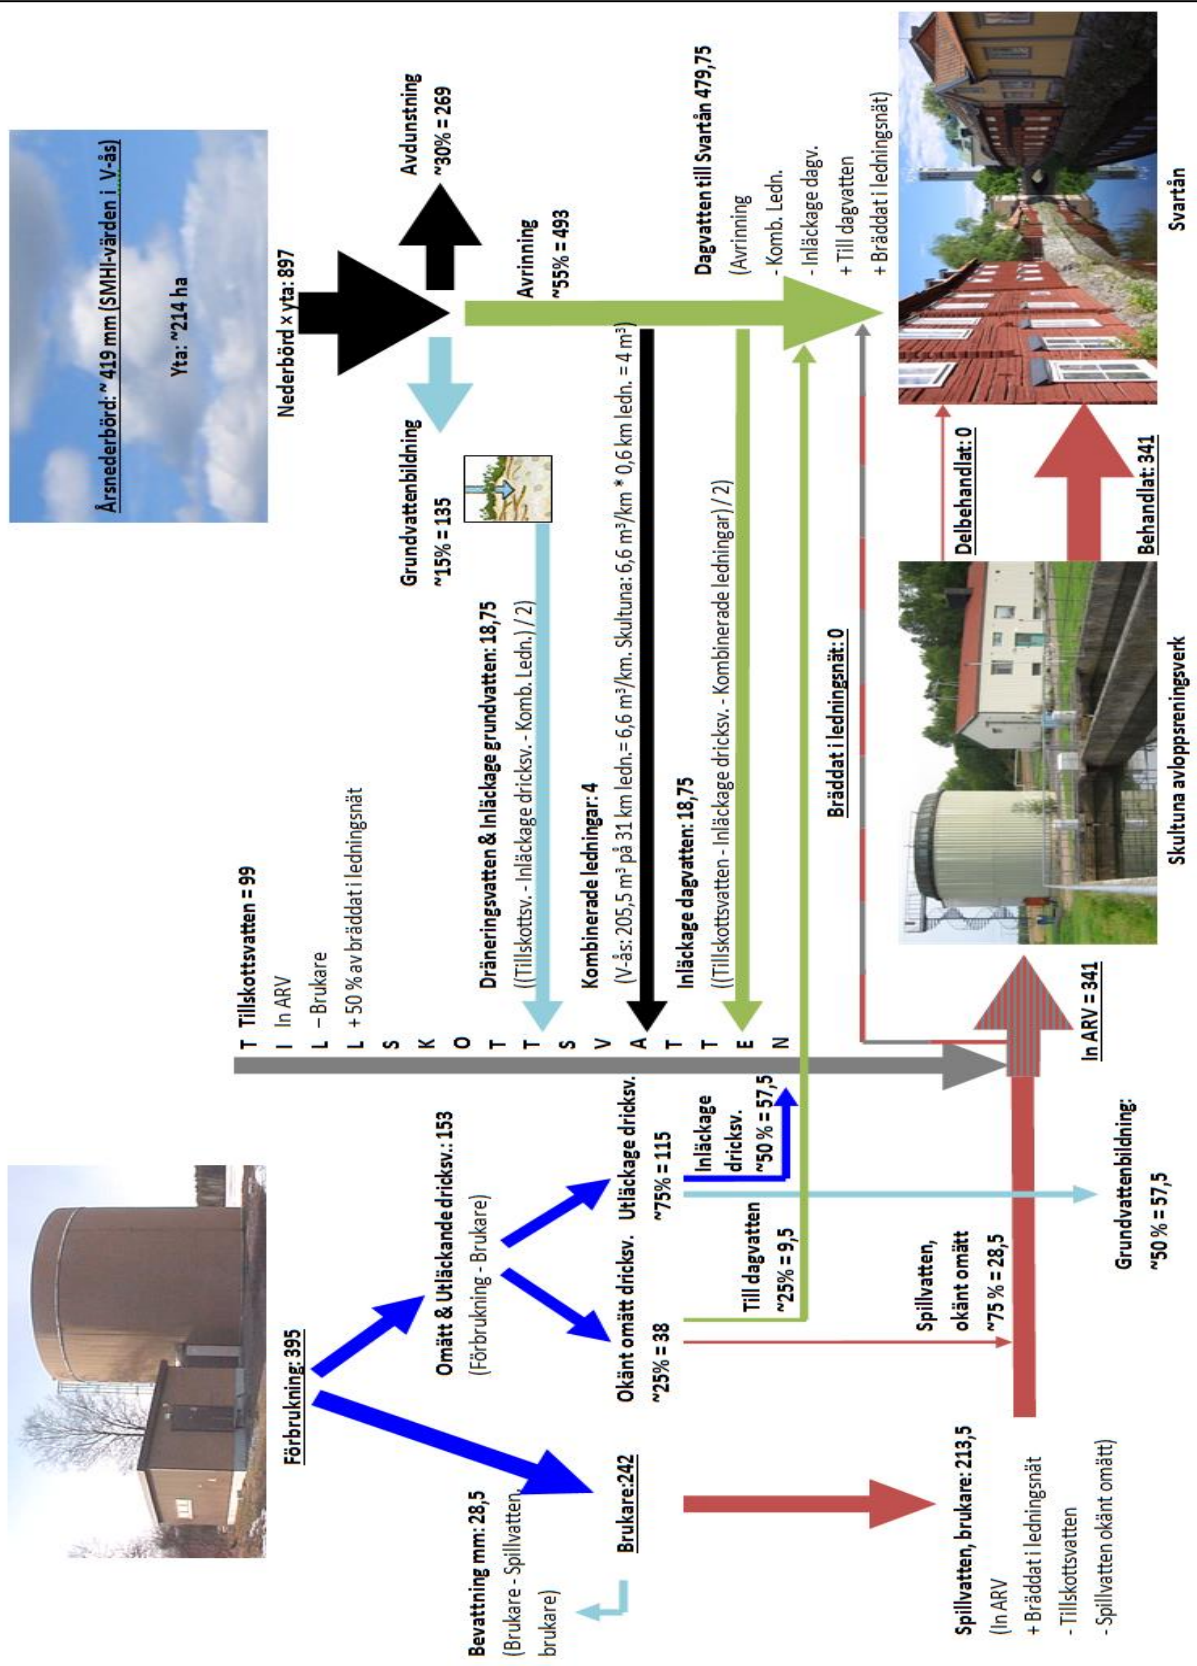 Årsnederbörd: ~ 419 mm (SMHI-värden i V-ås)
Yta: ~214 ha
Nederbörd x yta: 897
Avdunstning
~30% = 269
Grundvattenbildning
~15% = 135
Avrinning
~55% = 493
Dagvatten till Svartån 479,75
(Avrinning
- Komb. Ledn.
- Inläckage dagv.
+ Till dagvatten
+ Bräddat i ledningsnät)
Förbrukning: 395
Omätt & Utläckande dricksv.: 153
(Förbrukning - Brukare)
Tillskottsvatten = 99
In ARV
– Brukare
+ 50 % av bräddat i ledningsnät
T
I
L
L
S
K
O
T
T
S
V
A
T
T
E
N
Dräneringsvatten & Inläckage grundvatten: 18,75
((Tillskottsv. - Inläckage dricksv. - Komb. Ledn.) / 2)
Kombinerade ledningar: 4
(V-ås: 205,5 m³ på 31 km ledn.= 6,6 m³/km. Skultuna: 6,6 m³/km * 0,6 km ledn. = 4 m³)
Inläckage dagvatten: 18,75
((Tillskottsvatten - Inläckage dricksv. - Kombinerade ledningar) / 2)
Bevattning mm: 28,5
(Brukare - Spillvatten,
brukare)
Brukare:242
Okänt omätt dricksv.
~25% = 38
Utläckage dricksv.
~75% = 115
Inläckage
dricksv.
~50 % = 57,5
Till dagvatten
~25% = 9,5
Bräddat i ledningsnät: 0
Spillvatten,
okänt omätt
~75 % = 28,5
Spillvatten, brukare: 213,5
(In ARV
+ Bräddat i ledningsnät
- Tillskottsvatten
- Spillvatten okänt omätt)
Grundvattenbildning:
~50 % = 57,5
In ARV = 341
Delbehandlat: 0
Behandlat: 341
Skultuna avloppsreningsverk
Svartån